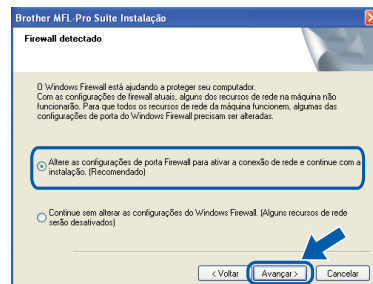 Brother MFL-Pro Suite Instalação
Firewall detectado
O Windows Firewall está ajudando a proteger seu computador.
Com as configurações de firewall atuais, alguns dos recursos de rede na máquina não
funcionarão. Para que todos os recursos de rede da máquina funcionem, algumas das
configurações de porta do Windows Firewall precisam ser alteradas.
Altere as configurações de porta Firewall para ativar a conexão de rede e continue com a
instalação. (Recomendado)
Continue sem alterar as configurações do Windows Firewall. (Alguns recursos de rede
serão desativados)
< Voltar
Avançar >
Cancelar